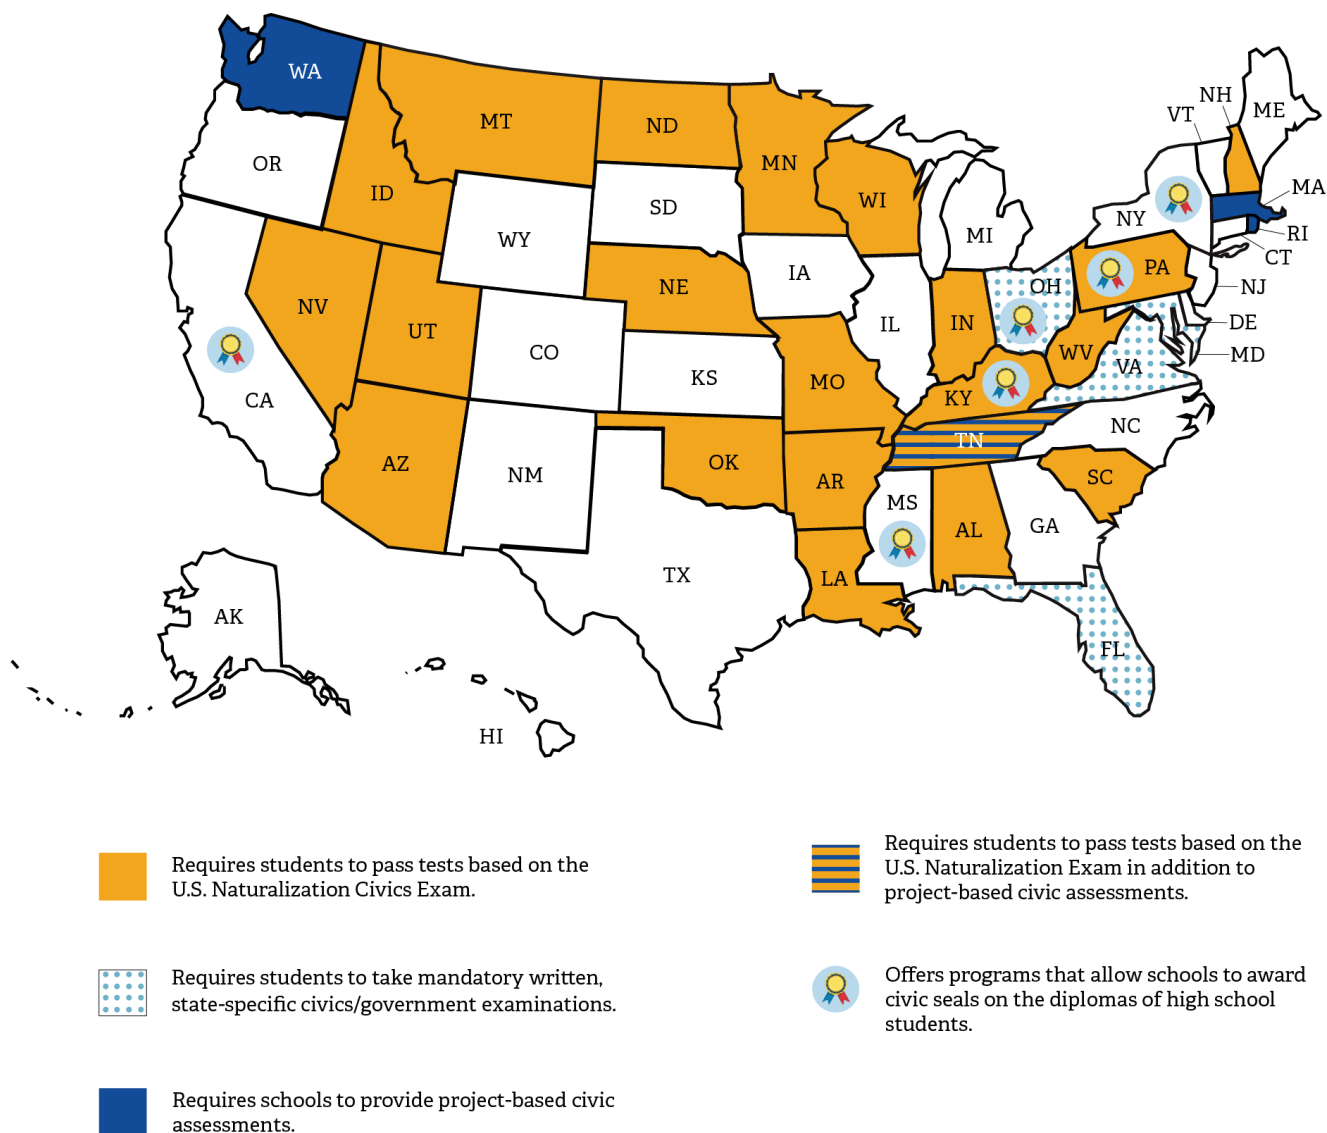 WA
OR
CA
ID
NV
MT
WY
UT
AZ
CO
NM
ND
SD
NE
KS
OK
TX
MN
IA
MO
AR
LA
WI
IL
MS
MI
IN
KY
TN
AL
OH
WV
VA
NC
SC
GA
FL
PA
NY
VT
NH
ME
MA
RI
CT
NJ
DE
MD
AK
HI
Requires students to pass tests based on the
U.S. Naturalization Civics Exam.
Requires students to take mandatory written,
state-specific civics/government examinations.
Requires schools to provide project-based civic
assessments.
Requires students to pass tests based on the
U.S. Naturalization Exam in addition to
project-based civic assessments.
Offers programs that allow schools to award
civic seals on the diplomas of high school
students.